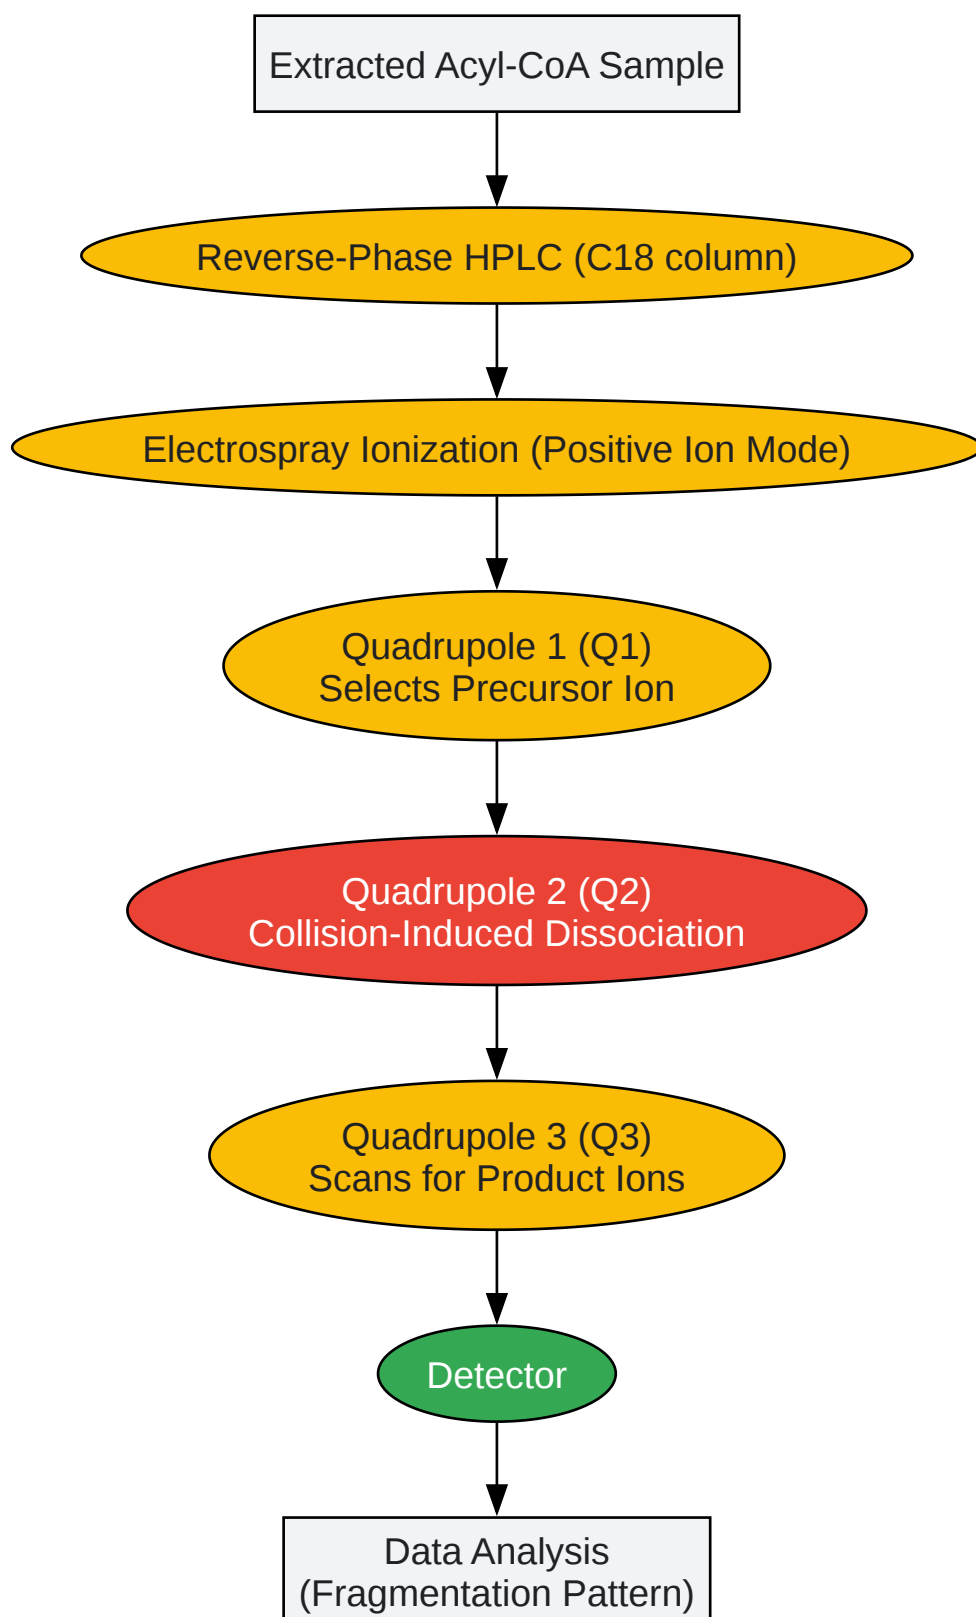 Extracted Acyl-CoA Sample
Reverse-Phase HPLC (C18 column)
Electrospray Ionization (Positive Ion Mode)
Quadrupole 1 (Q1)
Selects Precursor Ion
Quadrupole 2 (Q2)
Collision-Induced Dissociation
Quadrupole 3 (Q3)
Scans for Product Ions
Detector
Data Analysis
(Fragmentation Pattern)